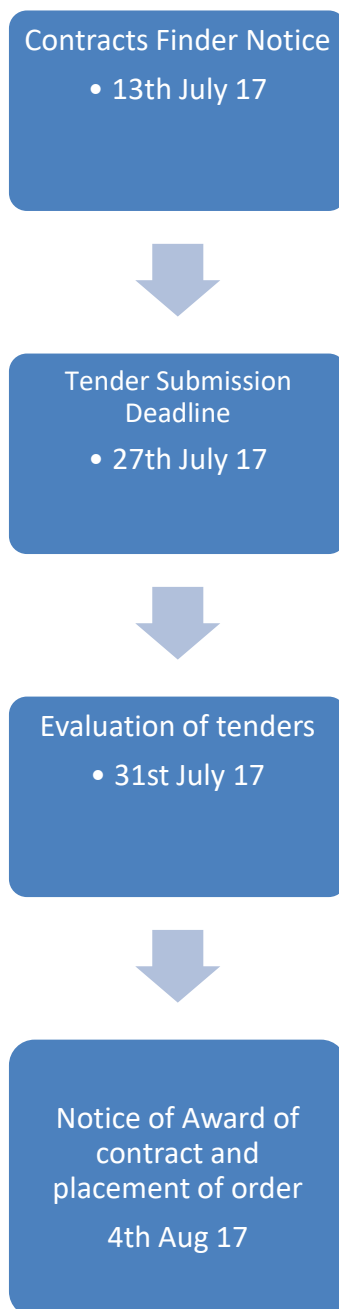 Contracts Finder Notice
• 13th July 17
Tender Submission
Deadline
• 27th July 17
Evaluation of tenders
• 31st July 17
Notice of Award of
contract and
placement of order
4th Aug 17